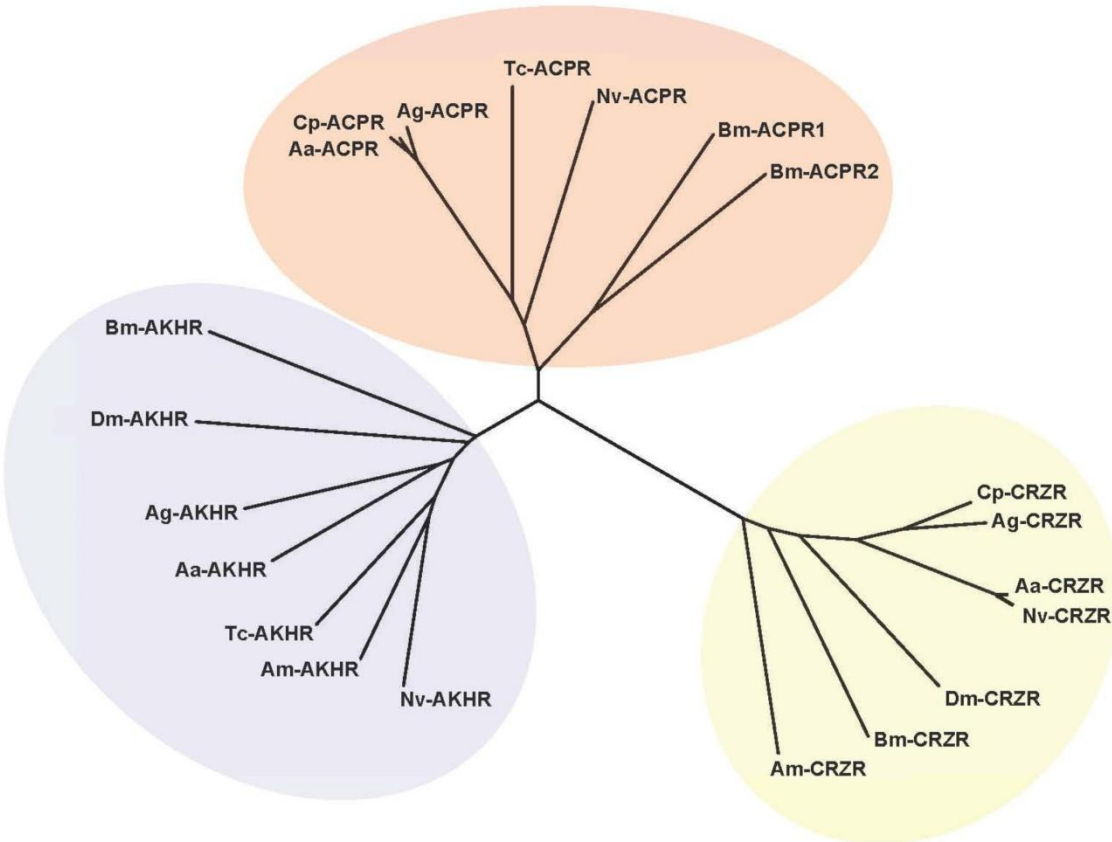 Tc-ACPR
Nv-ACPR
Ag-ACPR
Cp-ACPR
Aa-ACPR
Bm-ACPR1
Bm-ACPR2
Bm-AKHR
Dm-AKHR
Ag-AKHR
Aa-AKHR
Tc-AKHR
Am-AKHR
Nv-AKHR
Cp-CRZR
Ag-CRZR
Aa-CRZR
Nv-CRZR
Dm-CRZR
Bm-CRZR
Am-CRZR